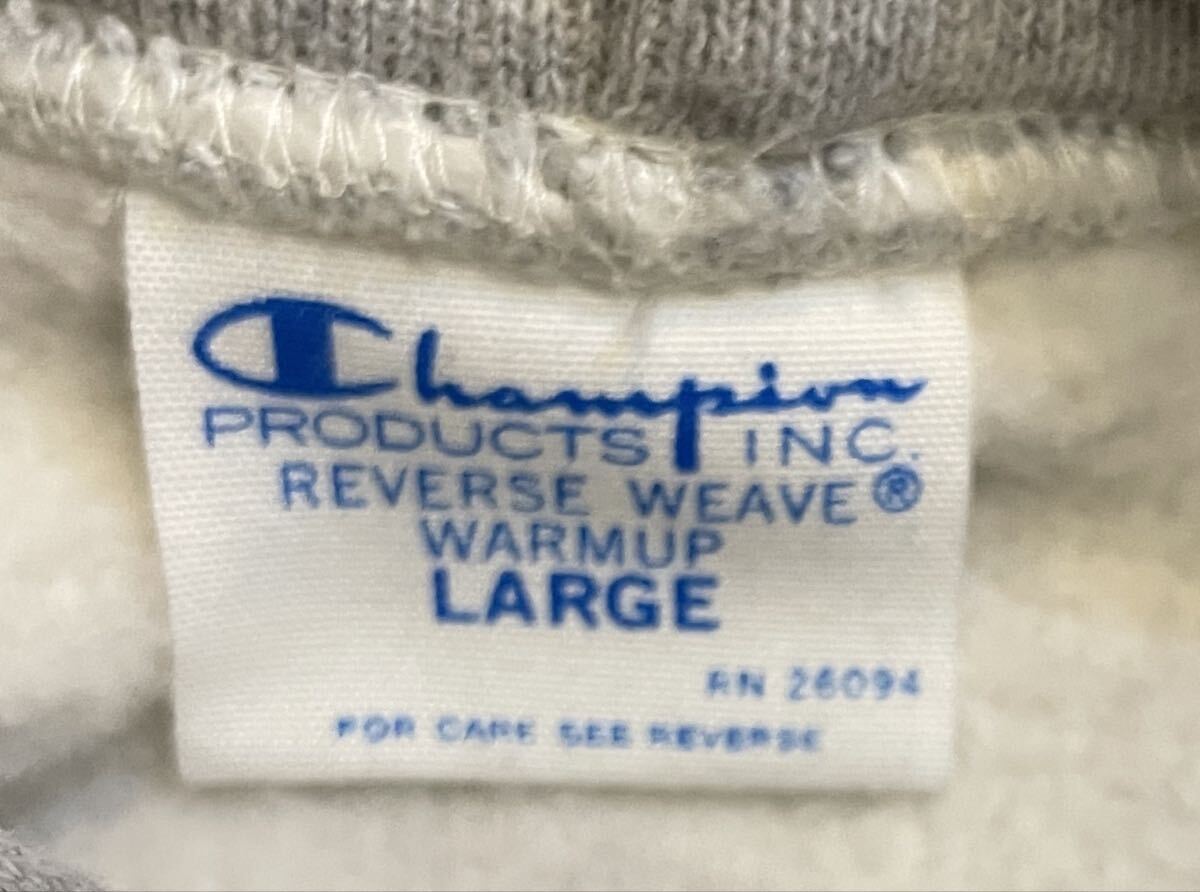 Champion
PRODUCTS INC.
REVERSE WEAVE®
WARMUP
LARGE
RN 26094
FOR CARE SEE REVERSE